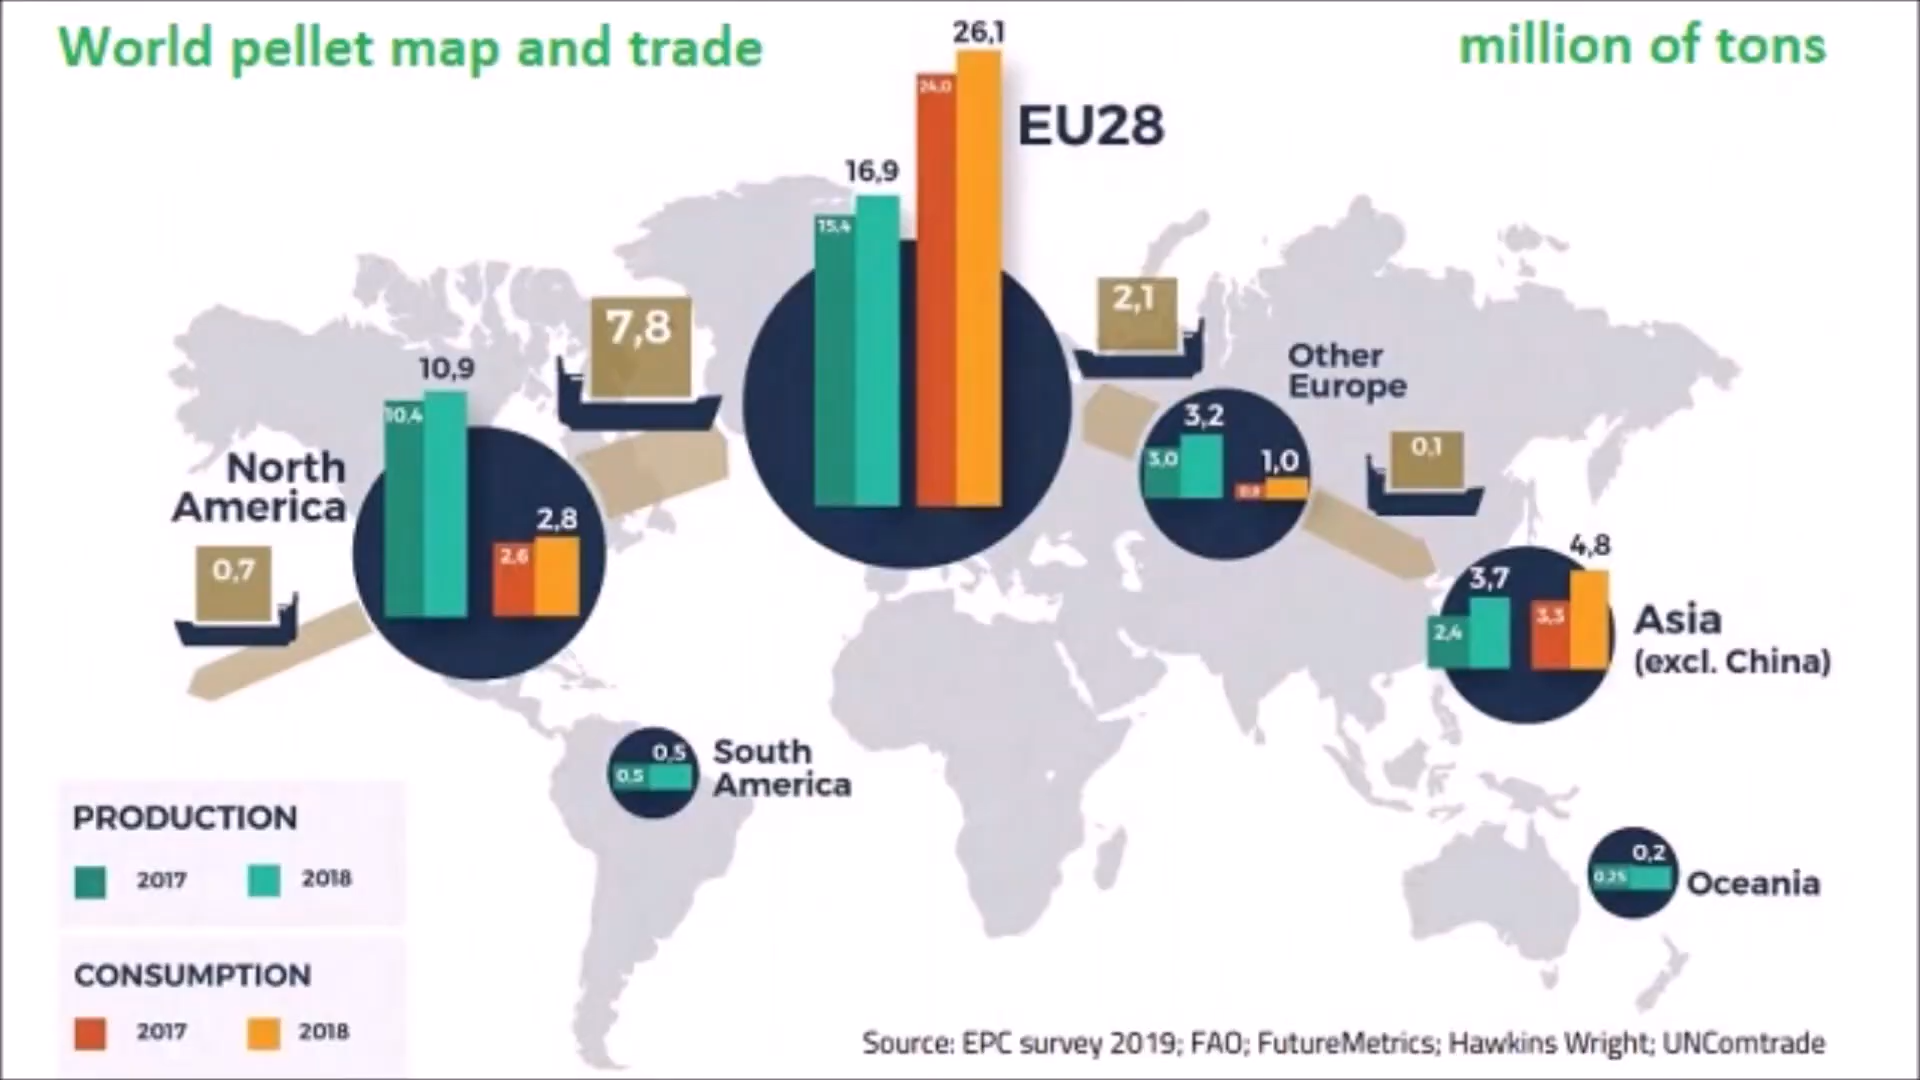 World pellet map and trade
million of tons
26,1
24,0
EU28
16,9
15,4
7,8
2,1
Other
Europe
3,2
3,0
1,0
0,1
10,9
10,4
North
America
2,8
2,6
0,7
4,8
3,7
3,3
2,4
Asia
(excl. China)
0,5
0,5
South
America
0,2
0,25
Oceania
PRODUCTION
2017 2018
CONSUMPTION
2017 2018
Source: EPC survey 2019; FAO; FutureMetrics; Hawkins Wright; UNComtrade